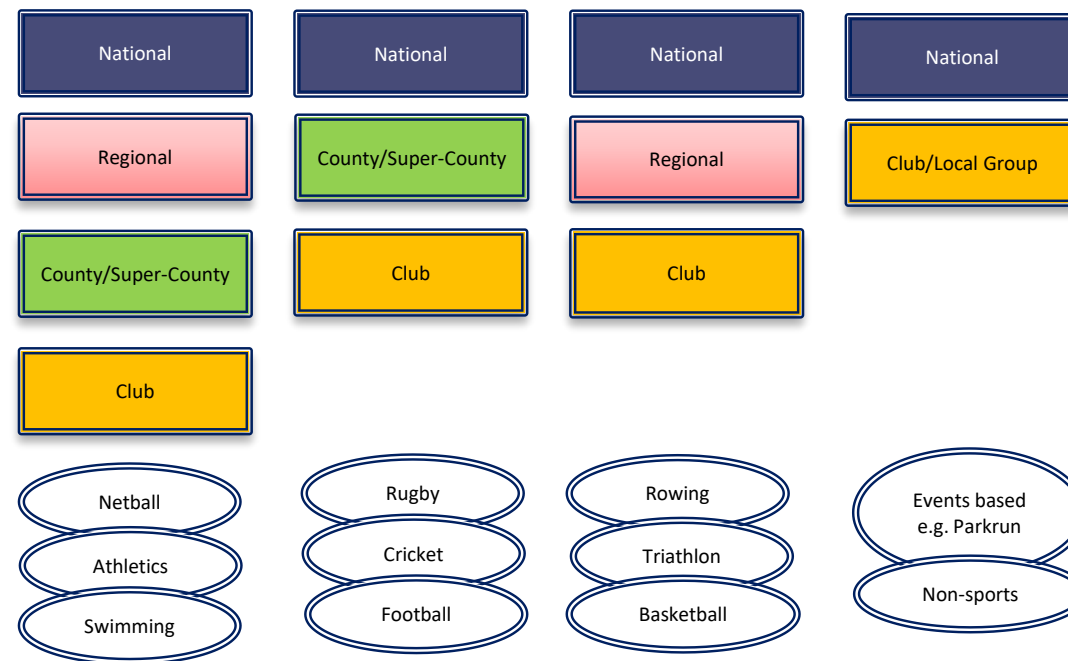 National
National
National
National
Regional
County/Super-County
Regional
Club/Local Group
County/Super-County
Club
Club
Club
Netball
Athletics
Swimming
Rugby
Cricket
Football
Rowing
Triathlon
Basketball
Events based
e.g. Parkrun
Non-sports